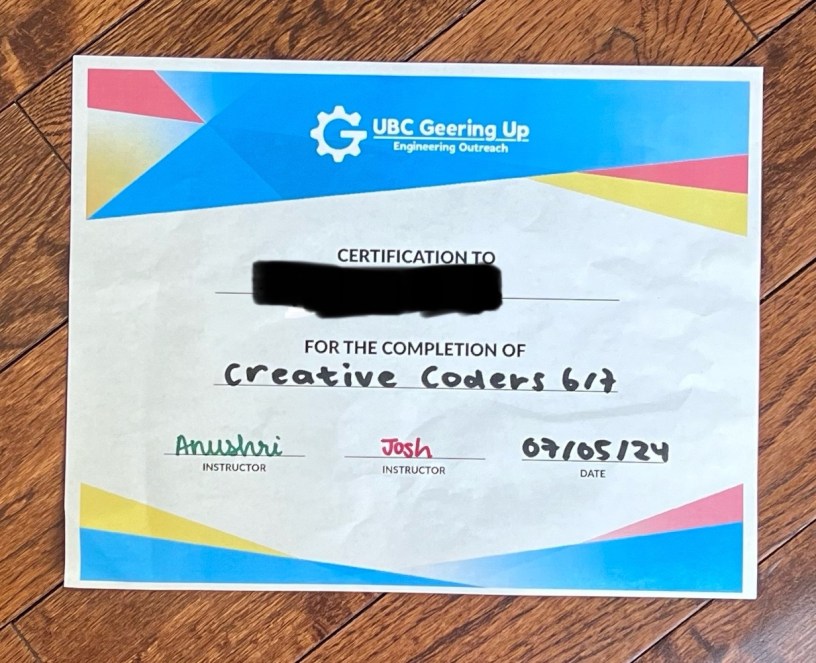 UBC Geering Up
Engineering Outreach
CERTIFICATION TO
FOR THE COMPLETION OF
Creative Coders 6/7
Anushri Josh 07/05/24
INSTRUCTOR INSTRUCTOR DATE